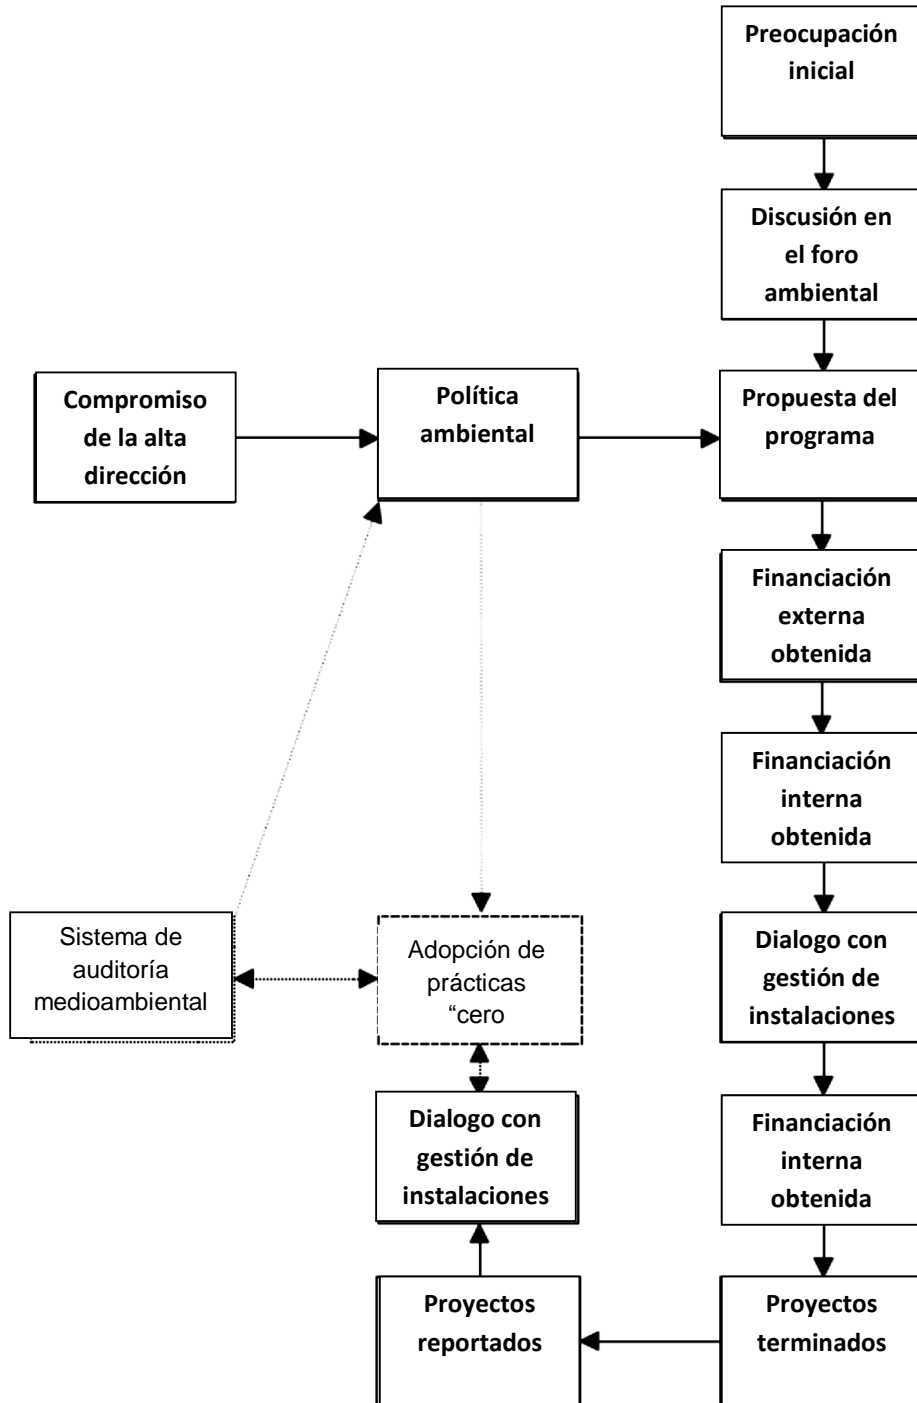 Preocupación
inicial
Discusión en
el foro
ambiental
Compromiso
de la alta
dirección
Política
ambiental
Propuesta del
programa
Financiación
externa
obtenida
Financiación
interna
obtenida
Sistema de
auditoría
medioambiental
Adopción de
prácticas
“cero
Dialogo con
gestión de
instalaciones
Dialogo con
gestión de
instalaciones
Financiación
interna
obtenida
Proyectos
reportados
Proyectos
terminados